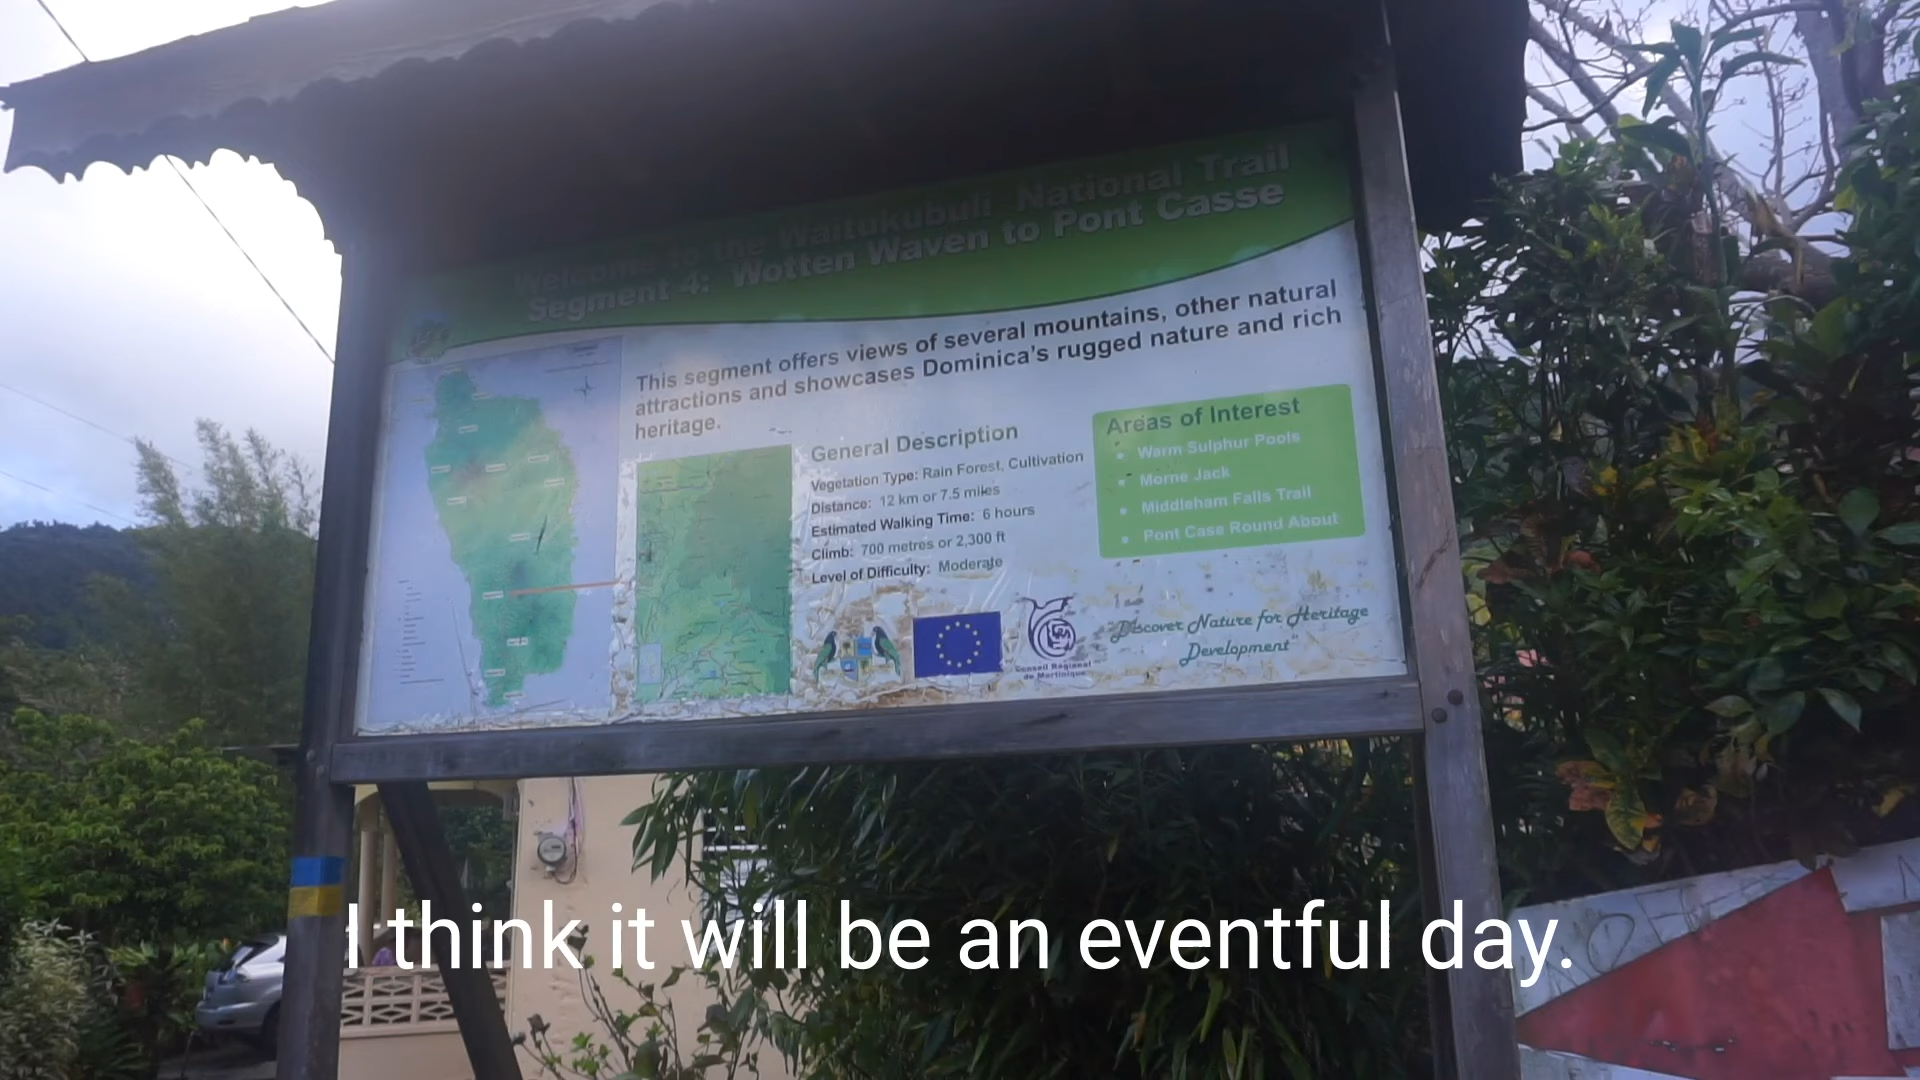 Welcome to the Waitukubuli National Trail
Segment 4: Wotten Waven to Pont Casse
This segment offers views of several mountains, other natural
attractions and showcases Dominica's rugged nature and rich
heritage.
General Description
Vegetation Type: Rain Forest, Cultivation
Distance: 12 km or 7.5 miles
Estimated Walking Time: 6 hours
Climb: 700 metres or 2,300 ft
Level of Difficulty: Moderate
Areas of Interest
• Warm Sulphur Pools
• Morne Jack
• Middleham Falls Trail
• Pont Case Round About
Conseil Régional
de Martinique
"Discover Nature for Heritage
Development"
I think it will be an eventful day.